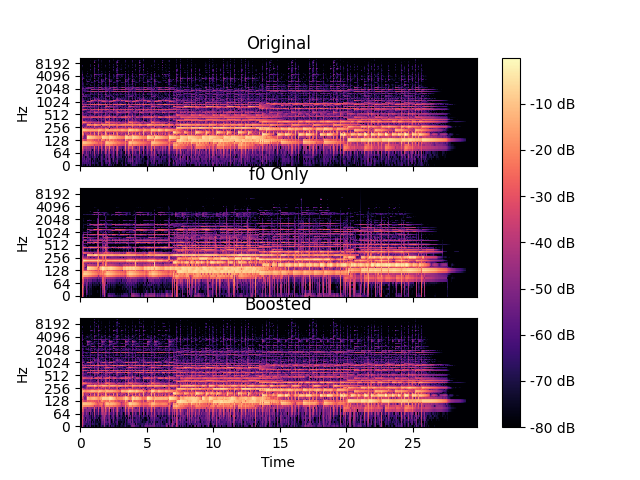 Original
8192
4096
2048
1024
512
256
128
64
0
Hz
f0 Only
8192
4096
2048
1024
512
256
128
64
0
Hz
Boosted
8192
4096
2048
1024
512
256
128
64
0
Hz
0 5 10 15 20 25
Time
-10 dB
-20 dB
-30 dB
-40 dB
-50 dB
-60 dB
-70 dB
-80 dB